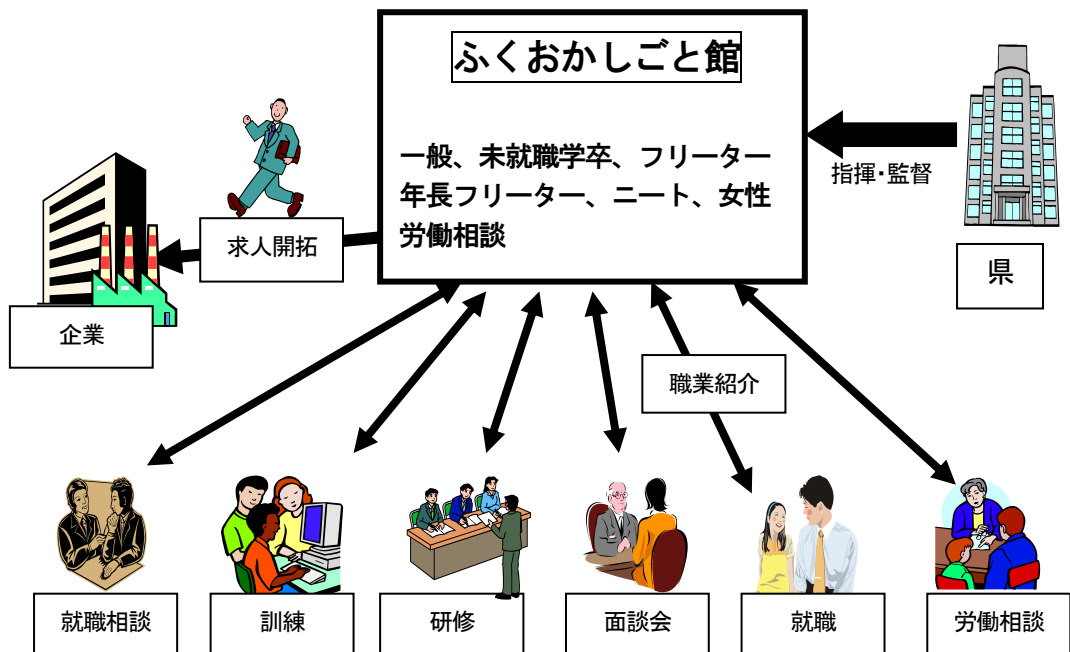 ふくおかしごと館
一般、未就職学卒、フリーター
年長フリーター、ニート、女性
労働相談
指揮・監督
県
求人開拓
企業
職業紹介
就職相談
訓練
研修
面談会
就職
労働相談